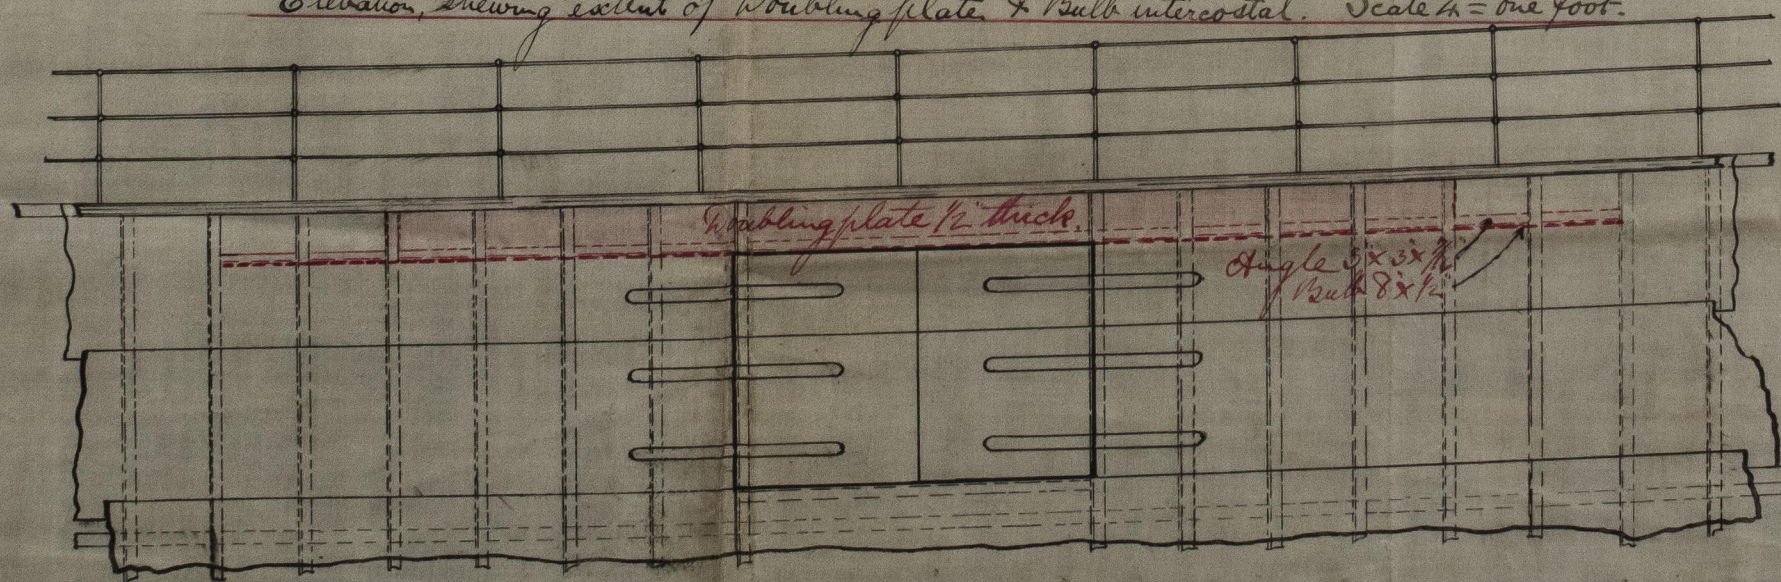 Elevation, shewing extent of Doubling plate & Bulb intercostal. Scale ¼ = one foot.
Doubling plate ½" thick.
Angle 3" x 3" x ½"
Bulb 8" x ½"